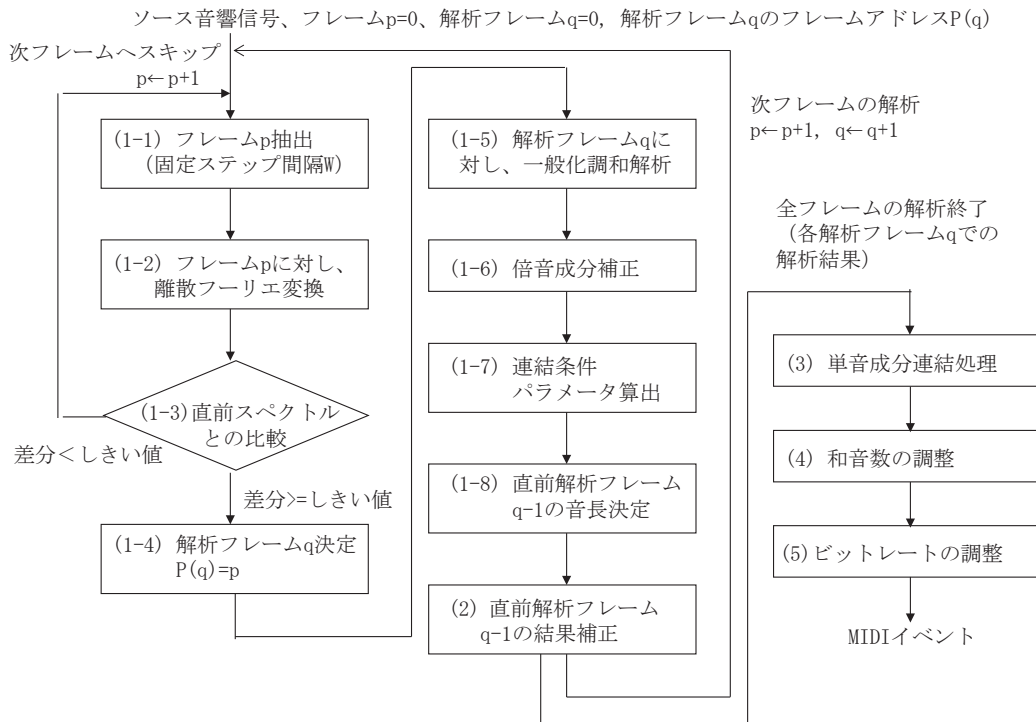 ソース音響信号、フレームp=0、解析フレームq=0, 解析フレームqのフレームアドレスP(q)
次フレームへスキップ
p←p+1
(1-1) フレームp抽出
（固定ステップ間隔W）
(1-2) フレームpに対し、
離散フーリエ変換
(1-3)直前スペクトル
との比較
差分＜しきい値
差分>=しきい値
(1-4) 解析フレームq決定
P(q)=p
(1-5) 解析フレームqに
対し、一般化調和解析
(1-6) 倍音成分補正
(1-7) 連結条件
パラメータ算出
(1-8) 直前解析フレーム
q-1の音長決定
(2) 直前解析フレーム
q-1の結果補正
次フレームの解析
p←p+1, q←q+1
全フレームの解析終了
（各解析フレームqでの
解析結果）
(3) 単音成分連結処理
(4) 和音数の調整
(5)ビットレートの調整
MIDIイベント